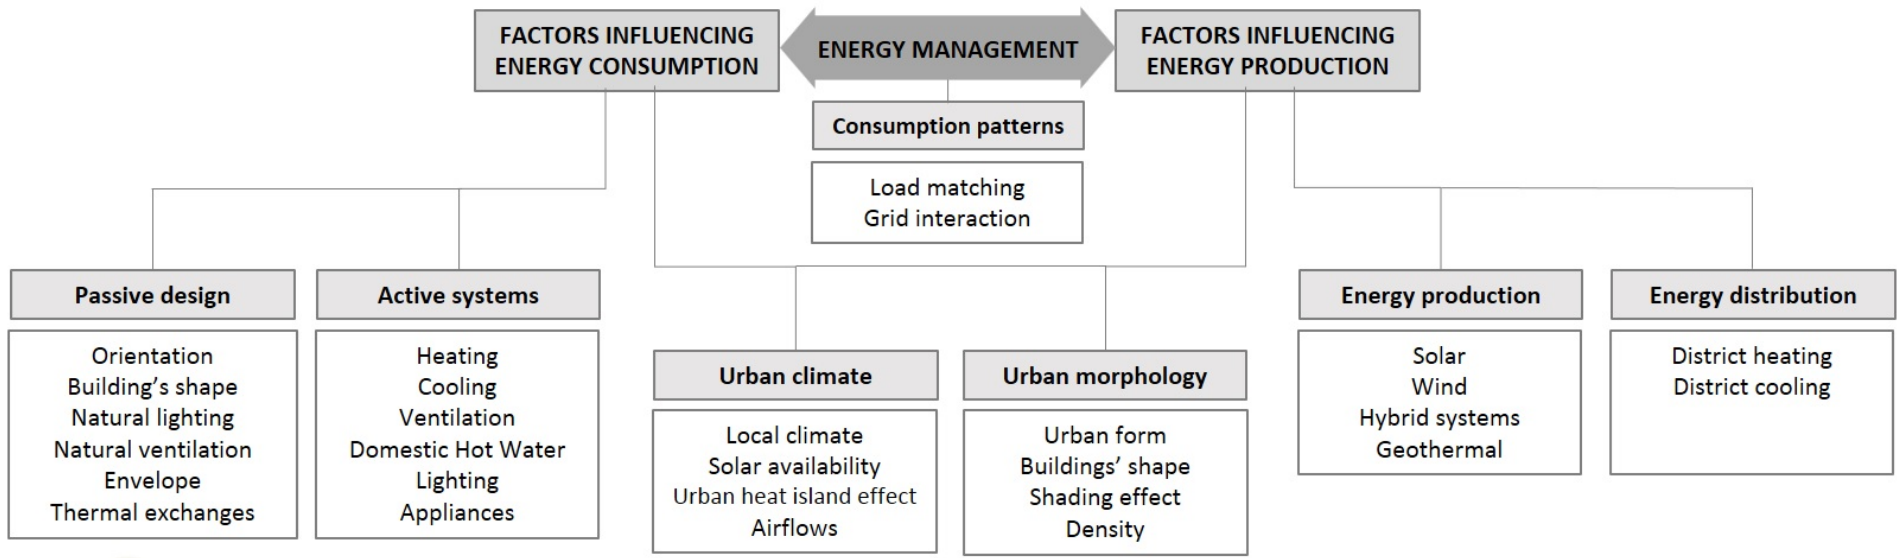 FACTORS INFLUENCING
ENERGY CONSUMPTION
ENERGY MANAGEMENT
FACTORS INFLUENCING
ENERGY PRODUCTION
Consumption patterns
Load matching
Grid interaction
Passive design
Orientation
Building’s shape
Natural lighting
Natural ventilation
Envelope
Thermal exchanges
Active systems
Heating
Cooling
Ventilation
Domestic Hot Water
Lighting
Appliances
Urban climate
Local climate
Solar availability
Urban heat island effect
Airflows
Urban morphology
Urban form
Buildings’ shape
Shading effect
Density
Energy production
Solar
Wind
Hybrid systems
Geothermal
Energy distribution
District heating
District cooling